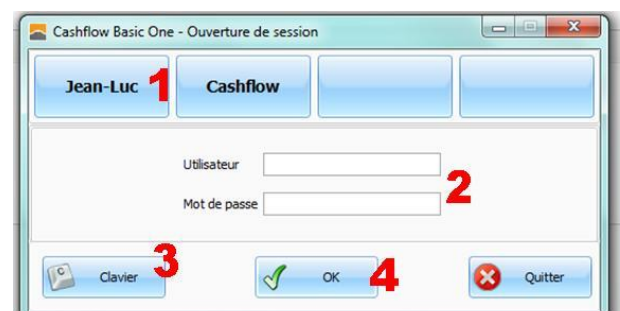 Cashflow Basic One - Ouverture de session
Jean-Luc 1 Cashflow
Utilisateur
Mot de passe
2
Clavier 3 OK 4 Quitter